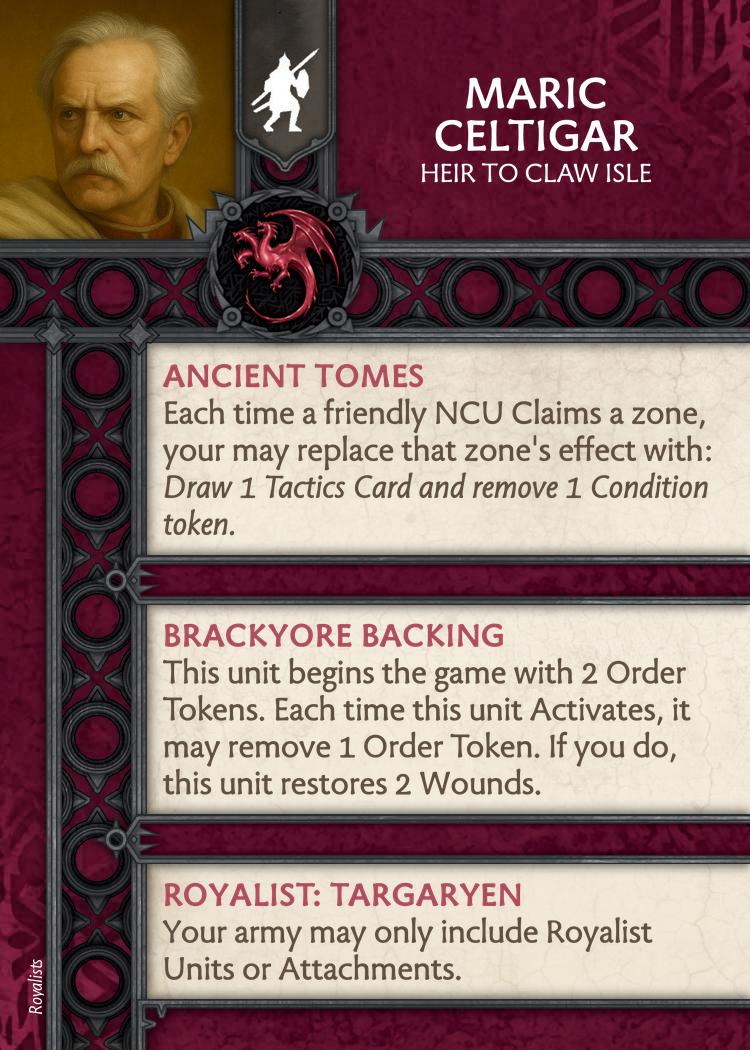 MARIC
CELTIGAR
HEIR TO CLAW ISLE
ANCIENT TOMES
Each time a friendly NCU Claims a zone,
your may replace that zone's effect with:
Draw 1 Tactics Card and remove 1 Condition
token.
BRACKYORE BACKING
This unit begins the game with 2 Order
Tokens. Each time this unit Activates, it
may remove 1 Order Token. If you do,
this unit restores 2 Wounds.
ROYALIST: TARGARYEN
Your army may only include Royalist
Units or Attachments.
Royalists